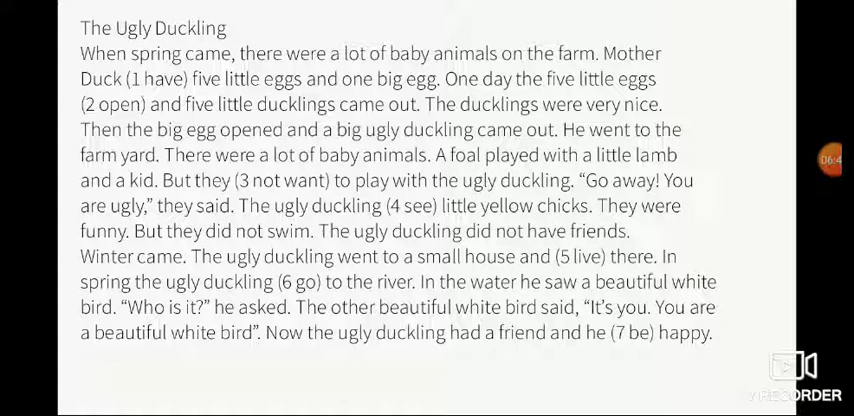 The Ugly Duckling
When spring came, there were a lot of baby animals on the farm. Mother
Duck (1 have) five little eggs and one big egg. One day the five little eggs
(2 open) and five little ducklings came out. The ducklings were very nice.
Then the big egg opened and a big ugly duckling came out. He went to the
farm yard. There were a lot of baby animals. A foal played with a little lamb
and a kid. But they (3 not want) to play with the ugly duckling. “Go away! You
are ugly,” they said. The ugly duckling (4 see) little yellow chicks. They were
funny. But they did not swim. The ugly duckling did not have friends.
Winter came. The ugly duckling went to a small house and (5 live) there. In
spring the ugly duckling (6 go) to the river. In the water he saw a beautiful white
bird. “Who is it?” he asked. The other beautiful white bird said, “It’s you. You are
a beautiful white bird”. Now the ugly duckling had a friend and he (7 be) happy.
06:4
RECORDER